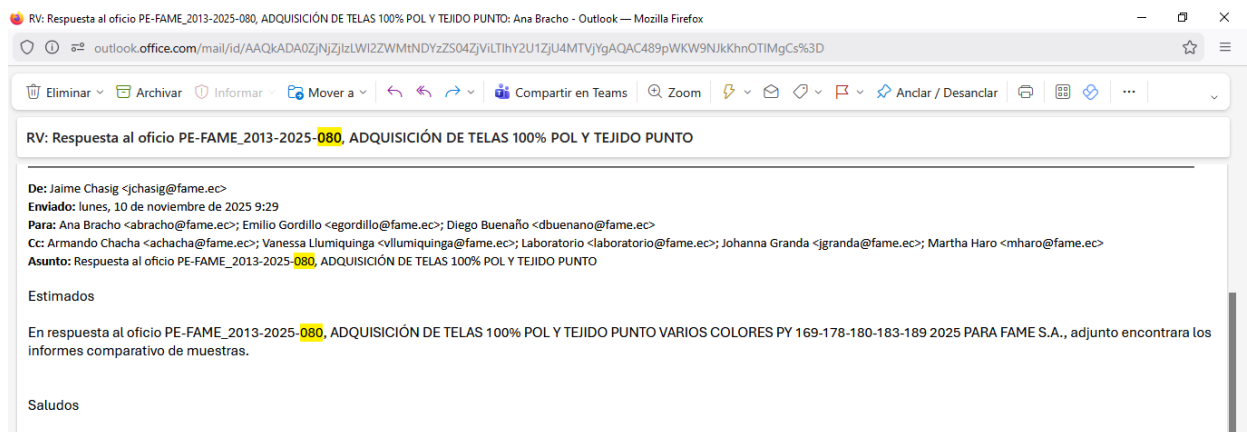 RV: Respuesta al oficio PE-FAME_2013-2025-080, ADQUISICIÓN DE TELAS 100% POL Y TEJIDO PUNTO: Ana Bracho - Outlook — Mozilla Firefox
Eliminar Archivar Informar Mover a Compartir en Teams Zoom Anclar / Desanclar
RV: Respuesta al oficio PE-FAME_2013-2025-080, ADQUISICIÓN DE TELAS 100% POL Y TEJIDO PUNTO
De: Jaime Chasig <jchasig@fame.ec>
Enviado: lunes, 10 de noviembre de 2025 9:29
Para: Ana Bracho <abracho@fame.ec>; Emilio Gordillo <egordillo@fame.ec>; Diego Buenaño <dbuenano@fame.ec>
Cc: Armando Chacha <achacha@fame.ec>; Vanessa Llumiquinga <vllumiquinga@fame.ec>; Laboratorio <laboratorio@fame.ec>; Johanna Granda <jgranda@fame.ec>; Martha Haro <mharo@fame.ec>
Asunto: Respuesta al oficio PE-FAME_2013-2025-080, ADQUISICIÓN DE TELAS 100% POL Y TEJIDO PUNTO
Estimados
En respuesta al oficio PE-FAME_2013-2025-080, ADQUISICIÓN DE TELAS 100% POL Y TEJIDO PUNTO VARIOS COLORES PY 169-178-180-183-189 2025 PARA FAME S.A., adjunto encontrara los
informes comparativo de muestras.
Saludos